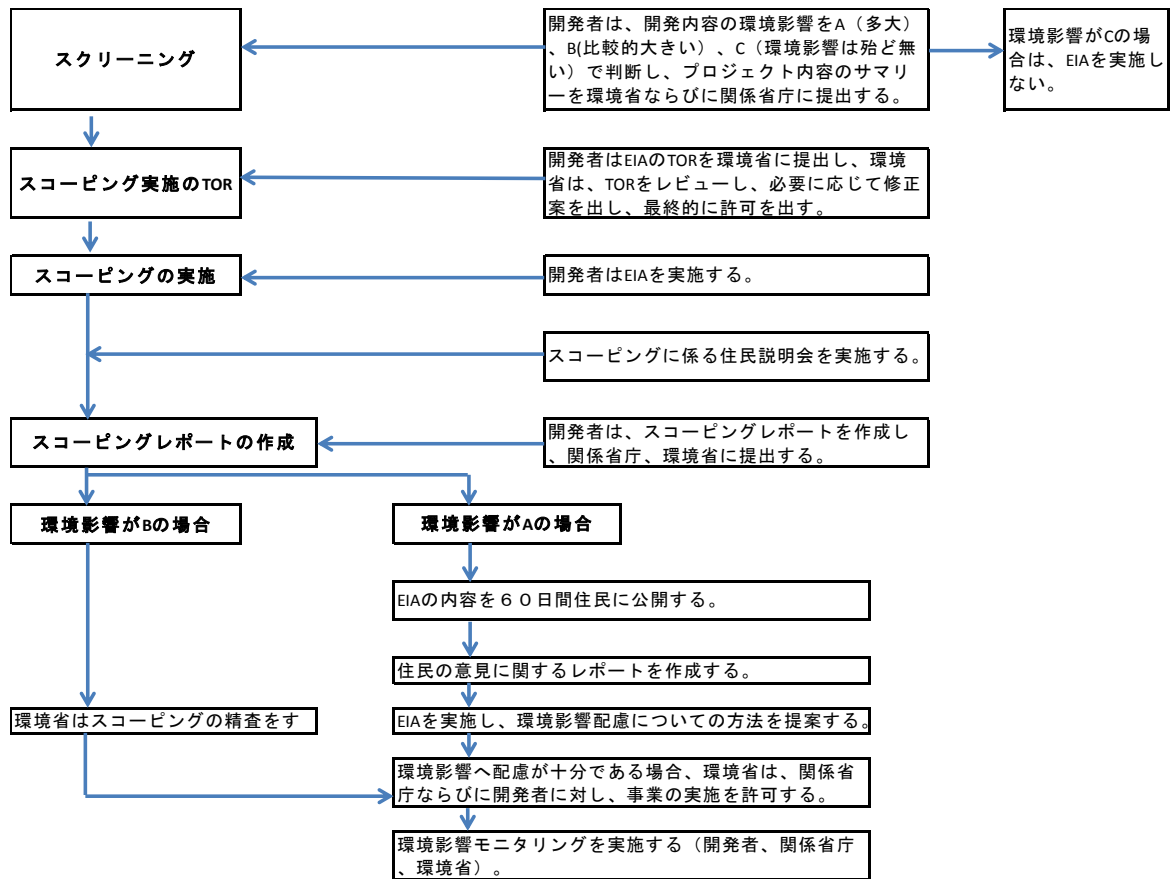 スクリーニング
開発者は、開発内容の環境影響をA（多大）
、B(比較的大きい）、C（環境影響は殆ど無
い）で判断し、プロジェクト内容のサマリ
ーを環境省ならびに関係省庁に提出する。
環境影響がCの場
合は、EIAを実施し
ない。
スコーピング実施のTOR
開発者はEIAのTORを環境省に提出し、環境
省は、TORをレビューし、必要に応じて修正
案を出し、最終的に許可を出す。
スコーピングの実施
開発者はEIAを実施する。
スコーピングに係る住民説明会を実施する。
スコーピングレポートの作成
開発者は、スコーピングレポートを作成し
、関係省庁、環境省に提出する。
環境影響がBの場合
環境影響がAの場合
EIAの内容を６０日間住民に公開する。
住民の意見に関するレポートを作成する。
環境省はスコーピングの精査をす
EIAを実施し、環境影響配慮についての方法を提案する。
環境影響へ配慮が十分である場合、環境省は、関係省
庁ならびに開発者に対し、事業の実施を許可する。
環境影響モニタリングを実施する（開発者、関係省庁
、環境省）。